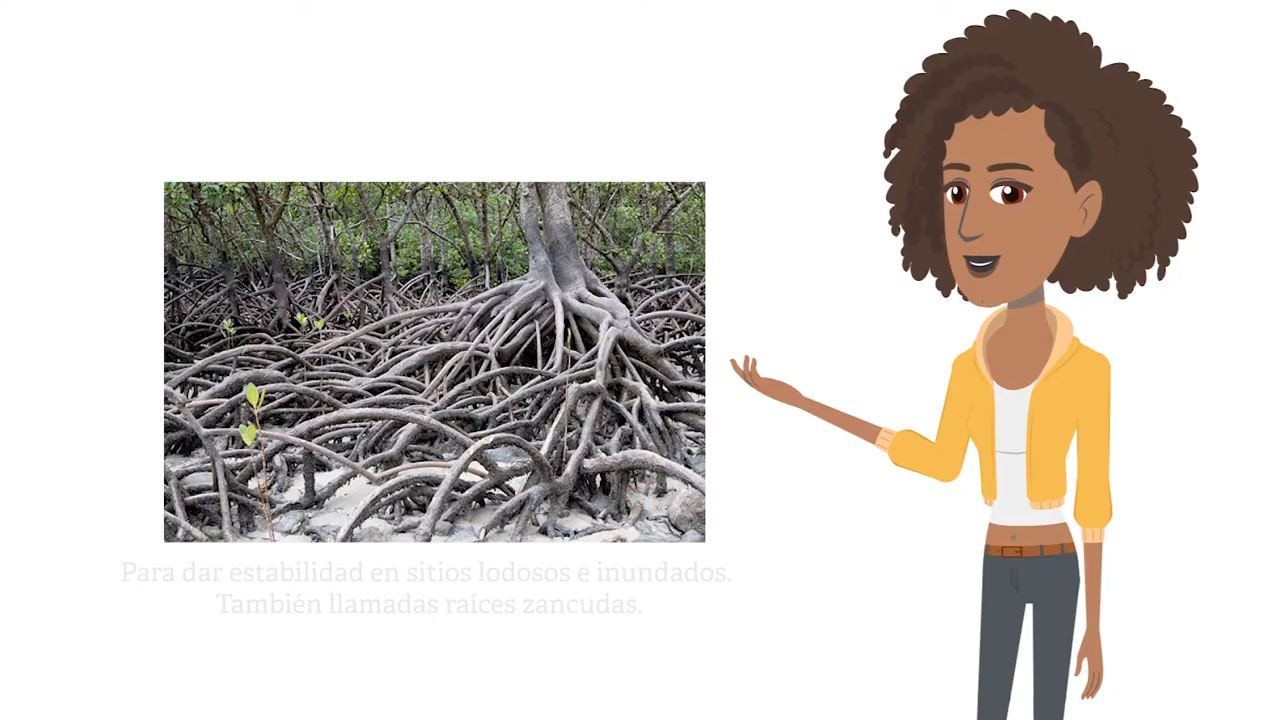 Para dar estabilidad en sitios lodosos e inundados.
También llamadas raíces zancudas.